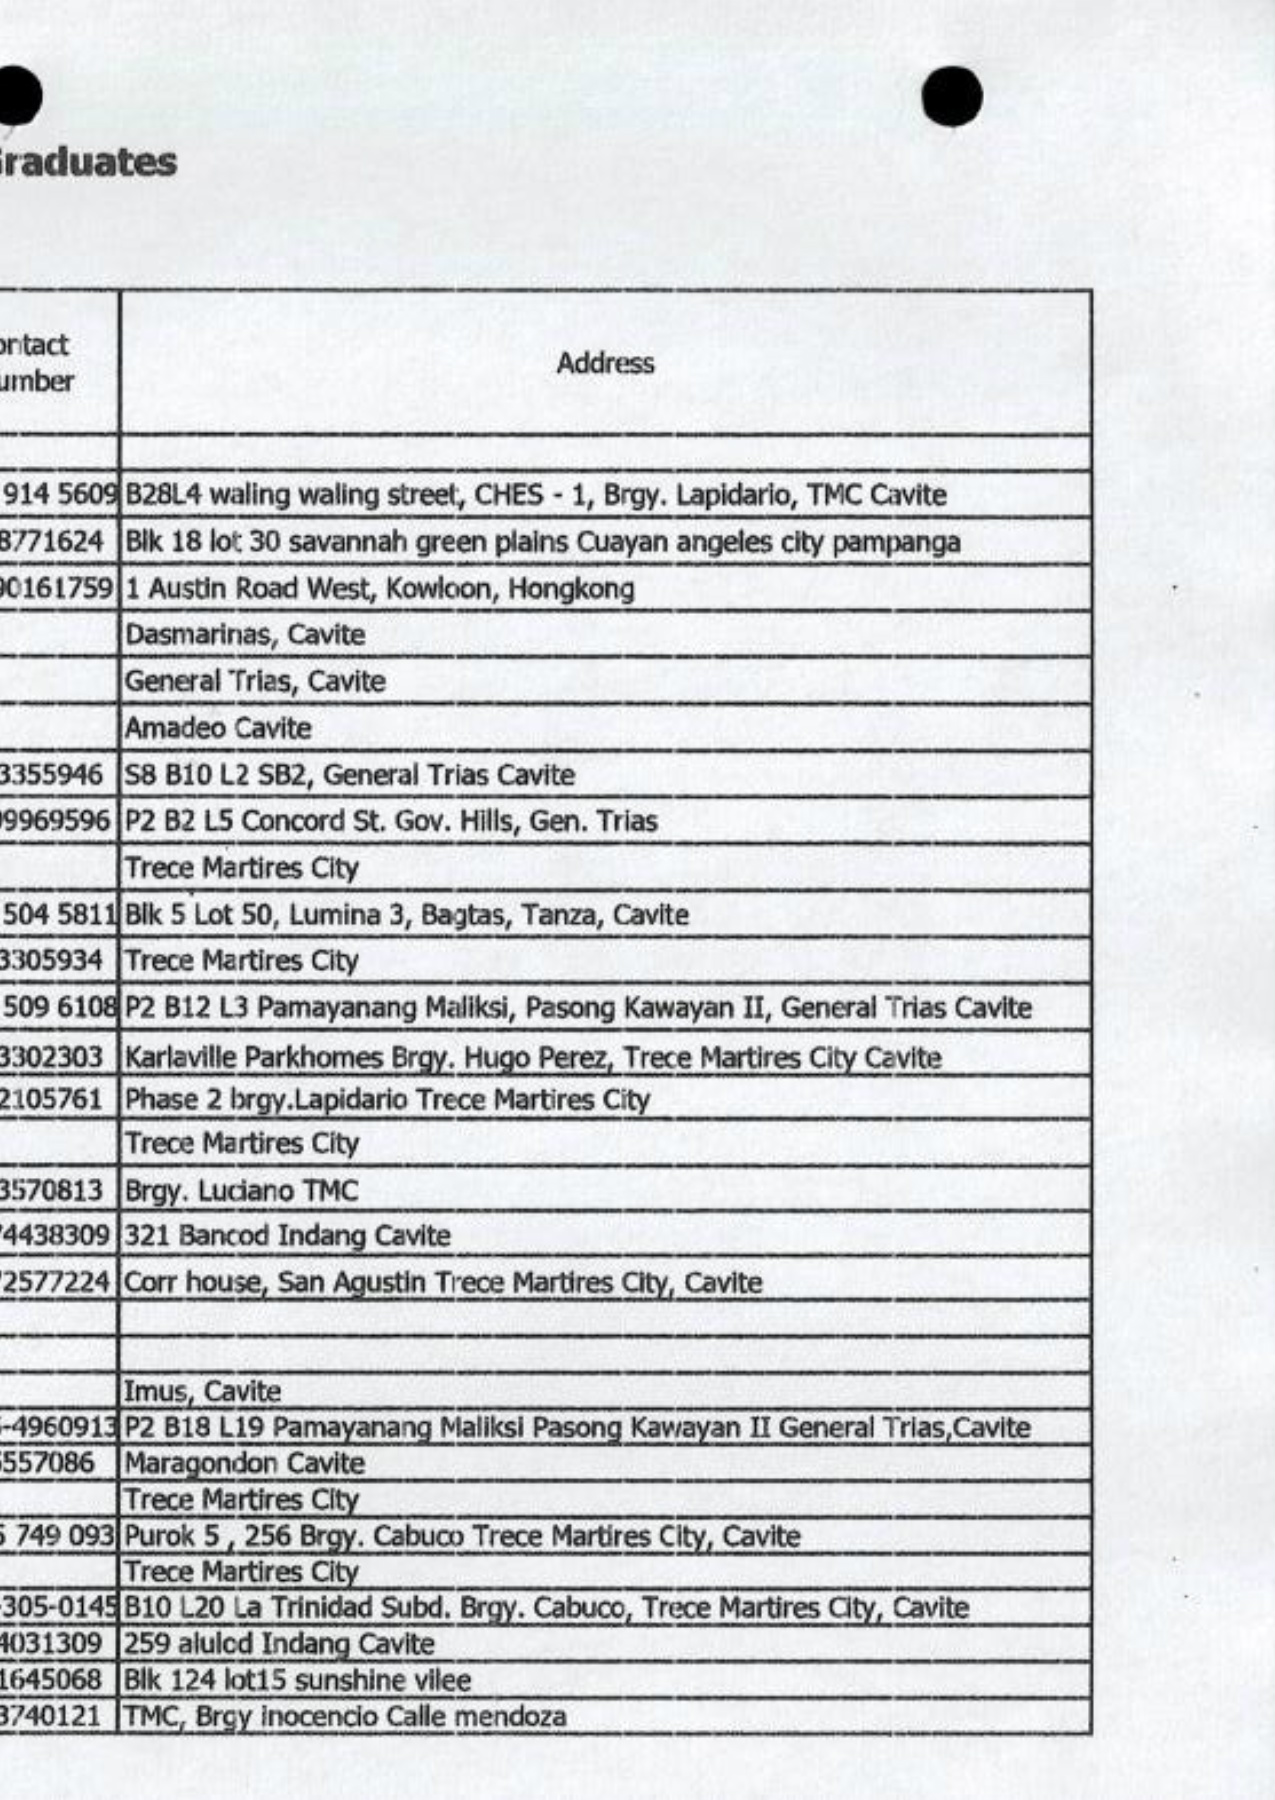 Graduates
ontact
umber
Address
914 5609 B28L4 waling waling street, CHES - 1, Brgy. Lapidario, TMC Cavite
8771624 Blk 18 lot 30 savannah green plains Cuayan angeles city pampanga
90161759 1 Austin Road West, Kowloon, Hongkong
Dasmarinas, Cavite
General Trias, Cavite
Amadeo Cavite
3355946 S8 B10 L2 SB2, General Trias Cavite
99969596 P2 B2 L5 Concord St. Gov. Hills, Gen. Trias
Trece Martires City
504 5811 Blk 5 Lot 50, Lumina 3, Bagtas, Tanza, Cavite
3305934 Trece Martires City
509 6108 P2 B12 L3 Pamayanang Maliksi, Pasong Kawayan II, General Trias Cavite
3302303 Karlaville Parkhomes Brgy. Hugo Perez, Trece Martires City Cavite
2105761 Phase 2 brgy.Lapidario Trece Martires City
Trece Martires City
3570813 Brgy. Luciano TMC
74438309 321 Bancod Indang Cavite
72577224 Corr house, San Agustin Trece Martires City, Cavite
Imus, Cavite
-4960913 P2 B18 L19 Pamayanang Maliksi Pasong Kawayan II General Trias,Cavite
5557086 Maragondon Cavite
Trece Martires City
5 749 093 Purok 5 , 256 Brgy. Cabuco Trece Martires City, Cavite
Trece Martires City
-305-0145 B10 L20 La Trinidad Subd. Brgy. Cabuco, Trece Martires City, Cavite
4031309 259 alulod Indang Cavite
1645068 Blk 124 lot15 sunshine vilee
3740121 TMC, Brgy inocencio Calle mendoza